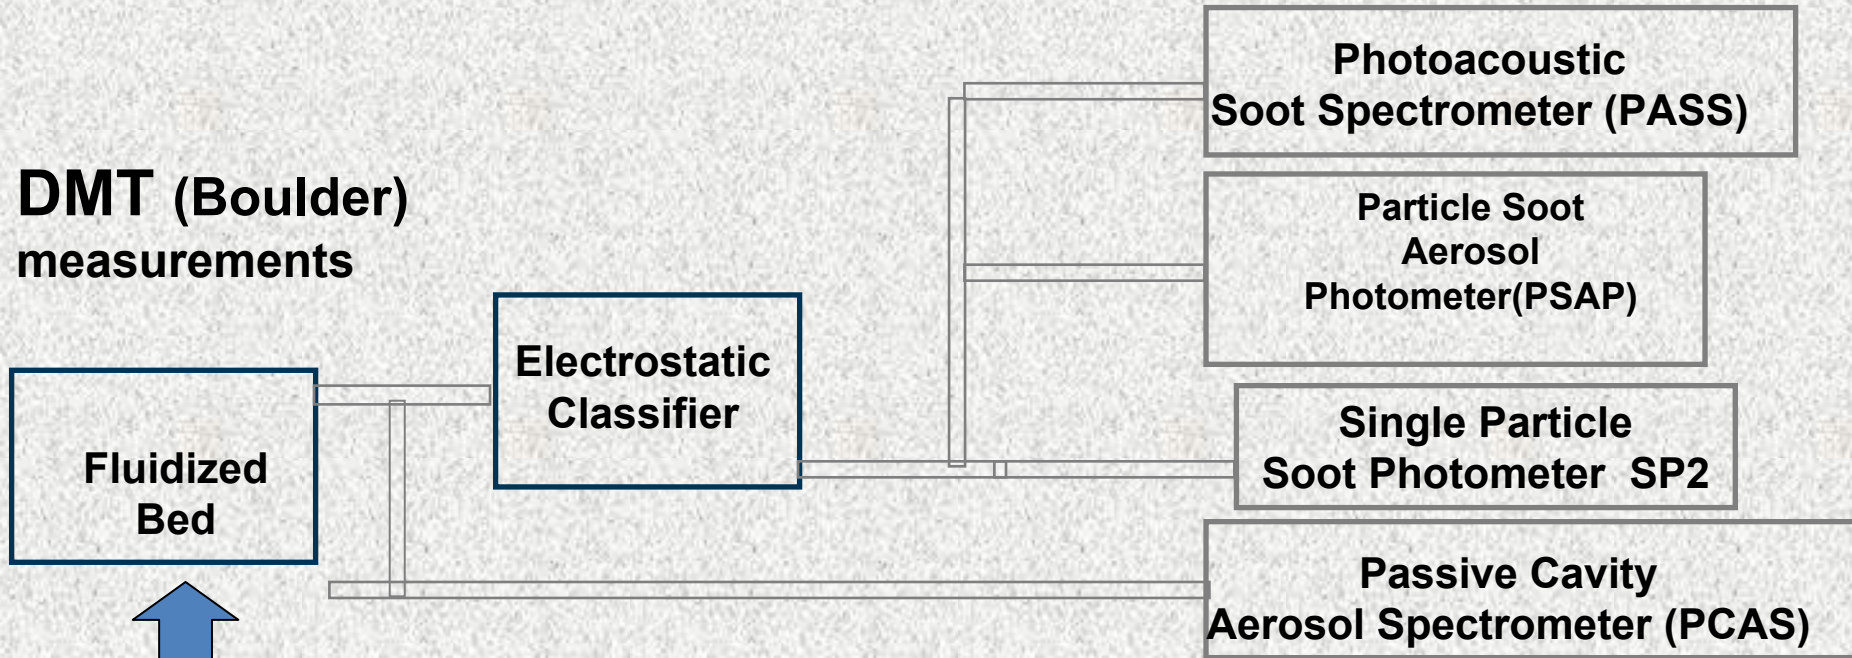 Photoacoustic
Soot Spectrometer (PASS)
DMT (Boulder)
measurements
Particle Soot
Aerosol
Photometer(PSAP)
Electrostatic
Classifier
Fluidized
Bed
Single Particle
Soot Photometer  SP2
Passive Cavity
Aerosol Spectrometer (PCAS)